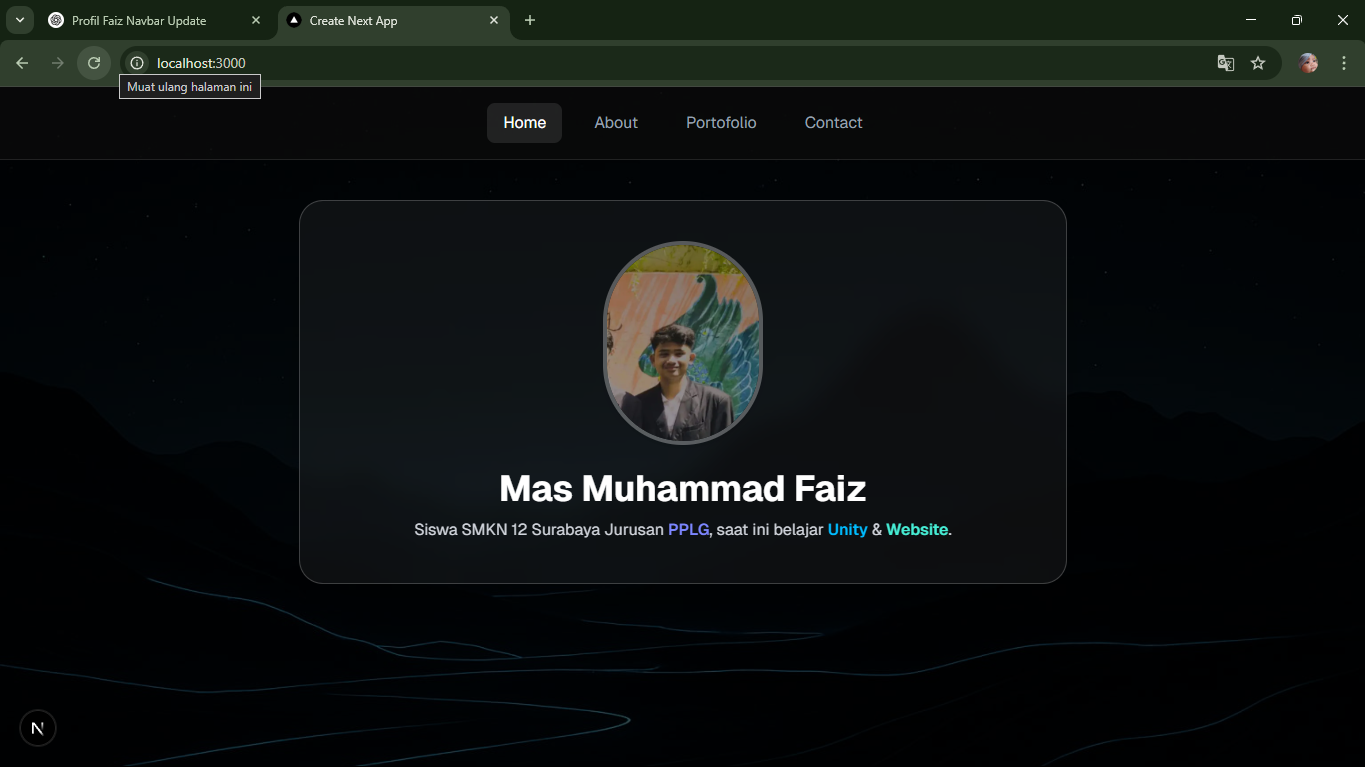 Profil Faiz Navbar Update
Create Next App
localhost:3000
Muat ulang halaman ini
Home
About
Portofolio
Contact
Mas Muhammad Faiz
Siswa SMKN 12 Surabaya Jurusan PPLG, saat ini belajar Unity & Website.
N